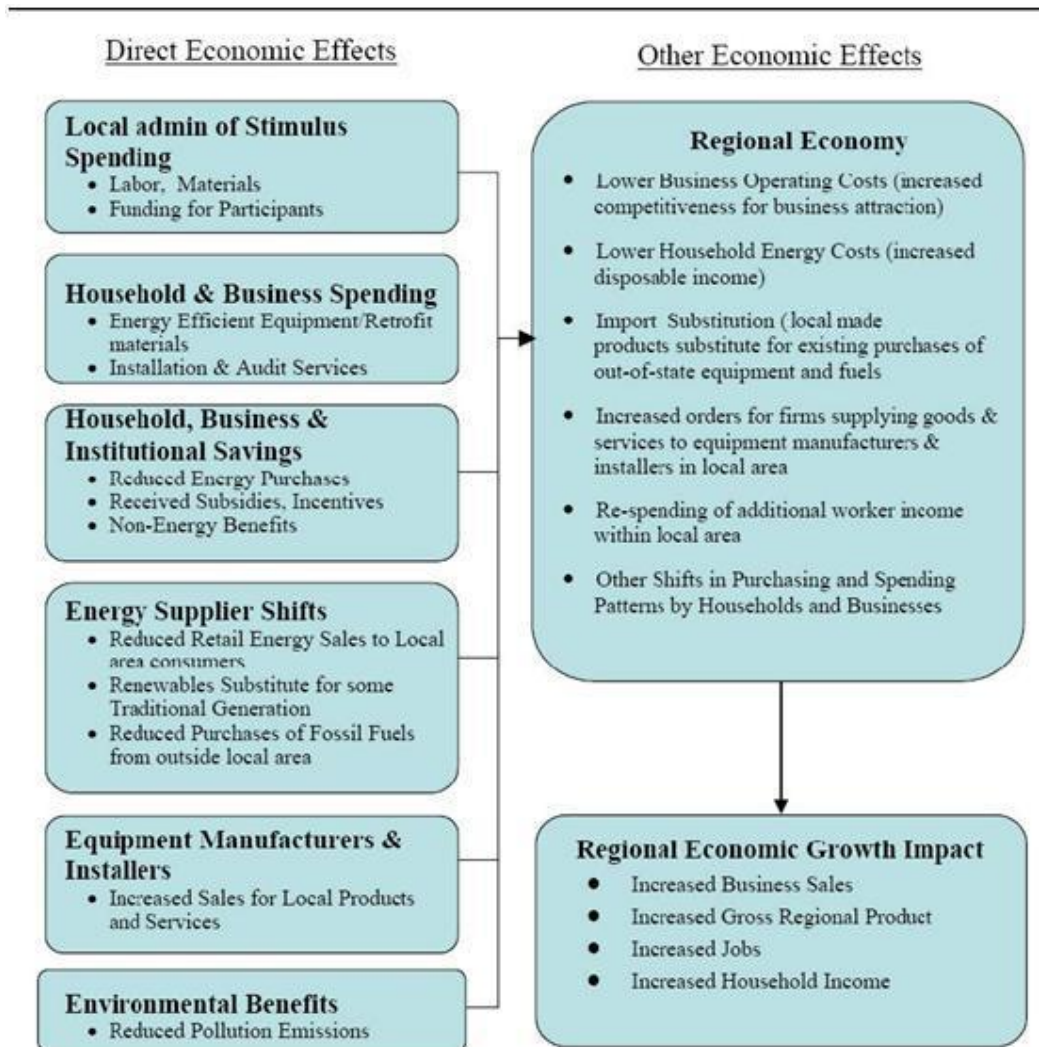 Direct Economic Effects
Local admin of Stimulus
Spending
• Labor, Materials
• Funding for Participants
Household & Business Spending
• Energy Efficient Equipment/Retrofit
materials
• Installation & Audit Services
Household, Business &
Institutional Savings
• Reduced Energy Purchases
• Received Subsidies, Incentives
• Non-Energy Benefits
Energy Supplier Shifts
• Reduced Retail Energy Sales to Local
area consumers
• Renewables Substitute for some
Traditional Generation
• Reduced Purchases of Fossil Fuels
from outside local area
Equipment Manufacturers &
Installers
• Increased Sales for Local Products
and Services
Environmental Benefits
• Reduced Pollution Emissions
Other Economic Effects
Regional Economy
• Lower Business Operating Costs (increased
competitiveness for business attraction)
• Lower Household Energy Costs (increased
disposable income)
• Import Substitution ( local made
products substitute for existing purchases of
out-of-state equipment and fuels
• Increased orders for firms supplying goods &
services to equipment manufacturers &
installers in local area
• Re-spending of additional worker income
within local area
• Other Shifts in Purchasing and Spending
Patterns by Households and Businesses
Regional Economic Growth Impact
• Increased Business Sales
• Increased Gross Regional Product
• Increased Jobs
• Increased Household Income